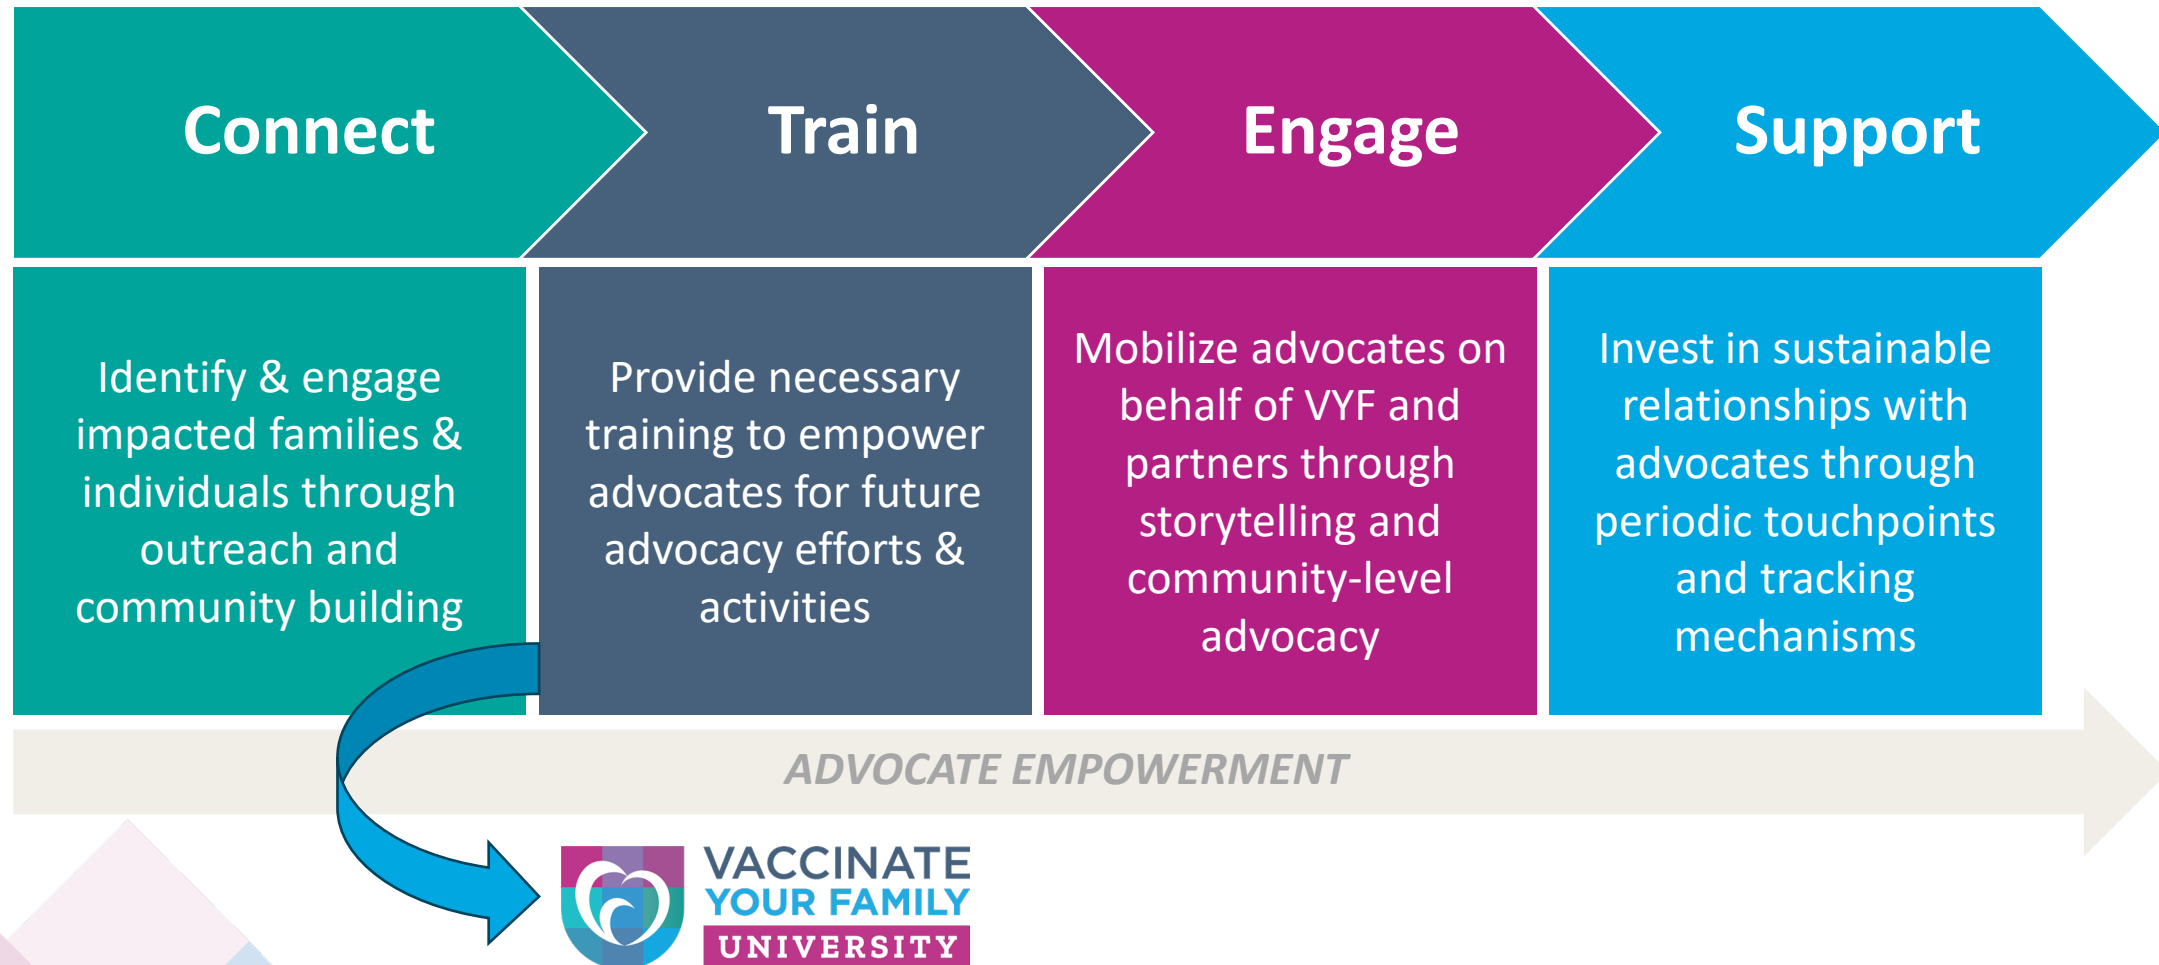 Connect
Train
Engage
Support
Identify & engage
impacted families &
individuals through
outreach and
community building
Provide necessary
training to empower
advocates for future
advocacy efforts &
activities
Mobilize advocates on
behalf of VYF and
partners through
storytelling and
community-level
advocacy
Invest in sustainable
relationships with
advocates through
periodic touchpoints
and tracking
mechanisms
ADVOCATE EMPOWERMENT
VACCINATE
YOUR FAMILY
UNIVERSITY